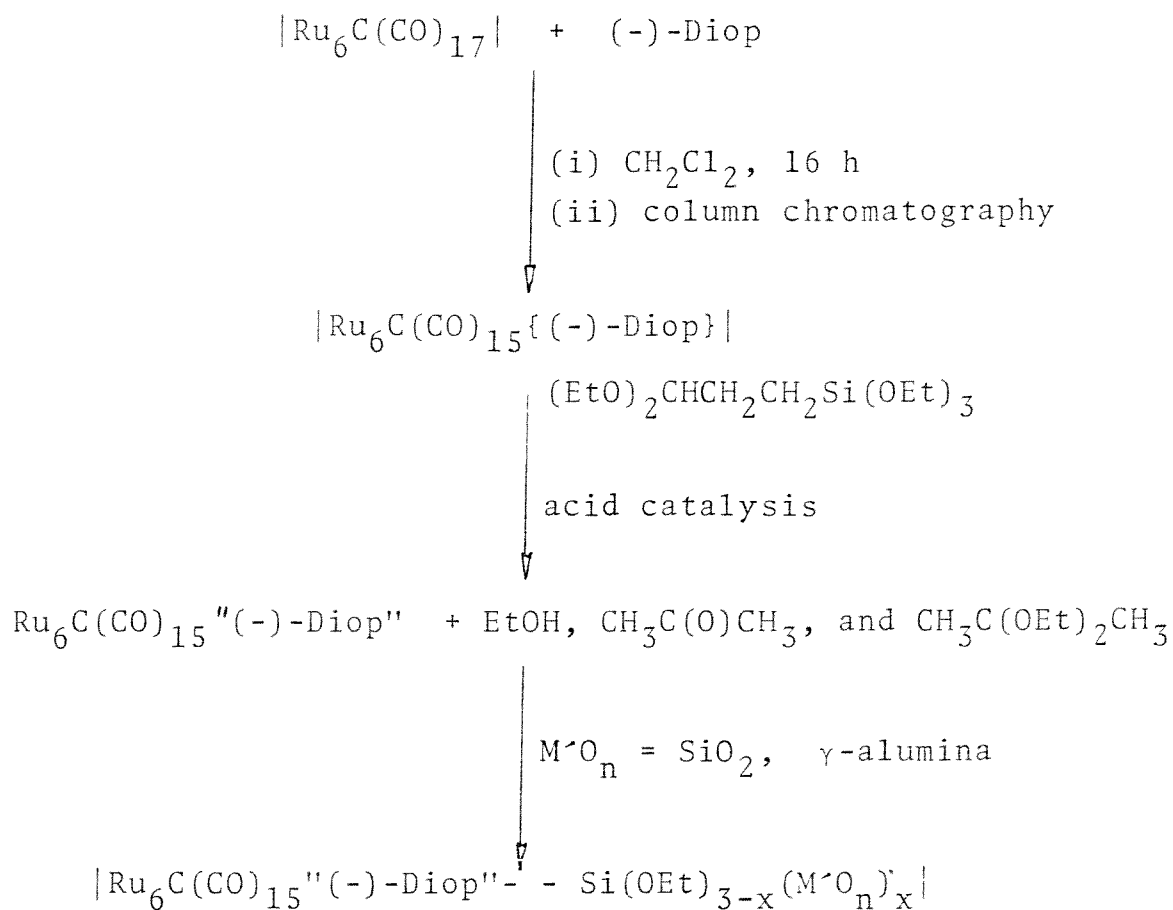 |Ru₆C(CO)₁₇| + (-)-Diop
(i) CH₂Cl₂, 16 h
(ii) column chromatography
|Ru₆C(CO)₁₅{(-)-Diop}|
(EtO)₂CHCH₂CH₂Si(OEt)₃
acid catalysis
Ru₆C(CO)₁₅"(-)-Diop" + EtOH, CH₃C(O)CH₃, and CH₃C(OEt)₂CH₃
M´Oₙ = SiO₂, γ-alumina
|Ru₆C(CO)₁₅"(-)-Diop"-' - Si(OEt)₃₋ₓ(M´Oₙ)ₓ|